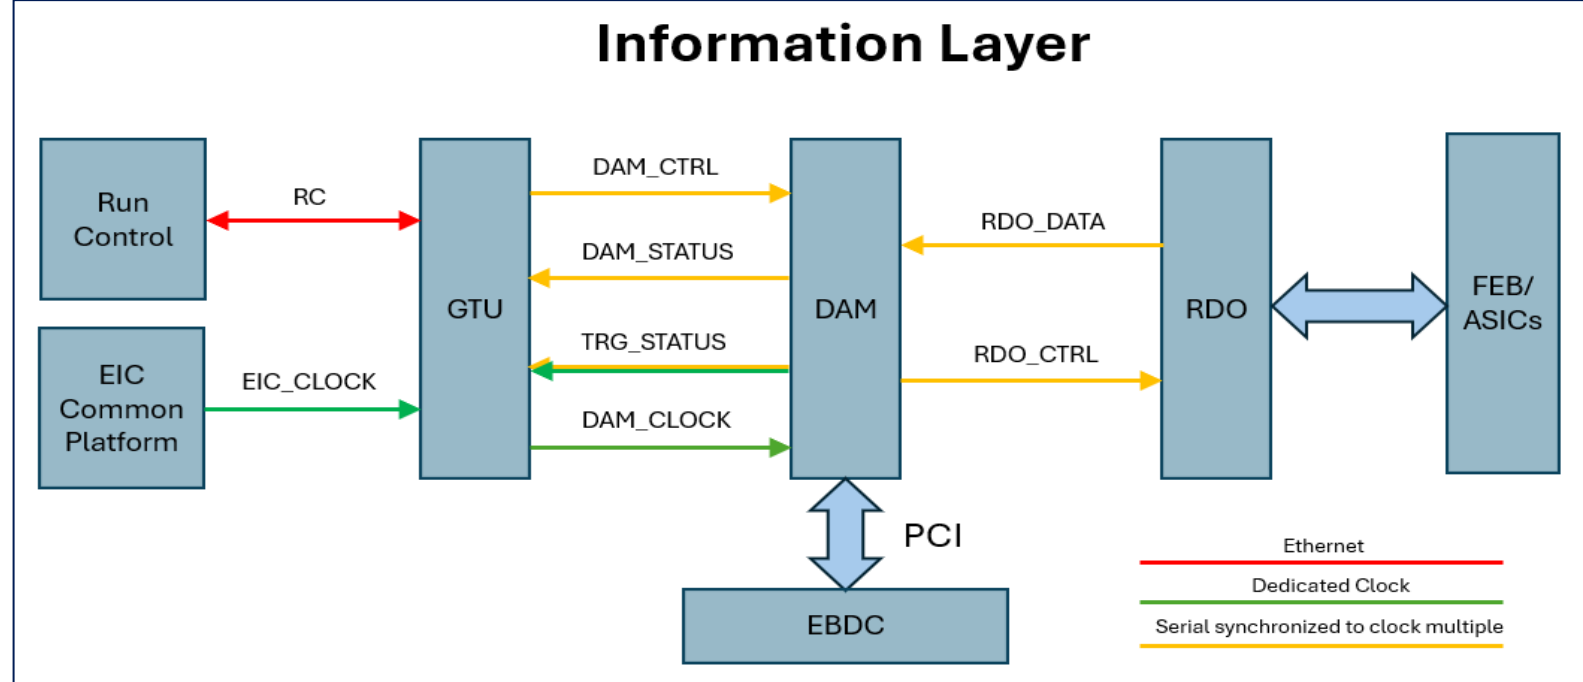 Information Layer
Run
Control
RC
GTU
DAM_CTRL
DAM_STATUS
TRG_STATUS
DAM_CLOCK
DAM
RDO_DATA
RDO_CTRL
RDO
FEB/
ASICs
EIC
Common
Platform
EIC_CLOCK
PCI
EBDC
Ethernet
Dedicated Clock
Serial synchronized to clock multiple